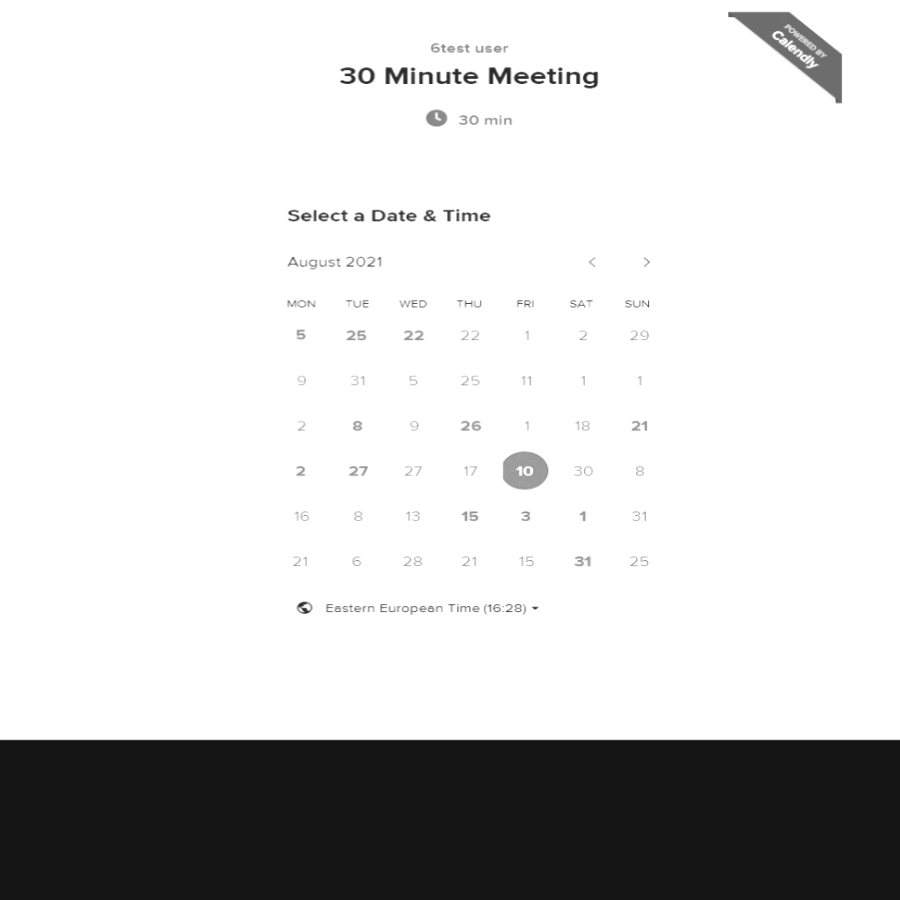 POWERED BY
Calendly
6test user
30 Minute Meeting
30 min
Select a Date & Time
August 2021
MON TUE WED THU FRI SAT SUN
5 25 22 22 1 2 29
9 31 5 25 11 1 1
2 8 9 26 1 18 21
2 27 27 17 10 30 8
16 8 13 15 3 1 31
21 6 28 21 15 31 25
Eastern European Time (16:28)